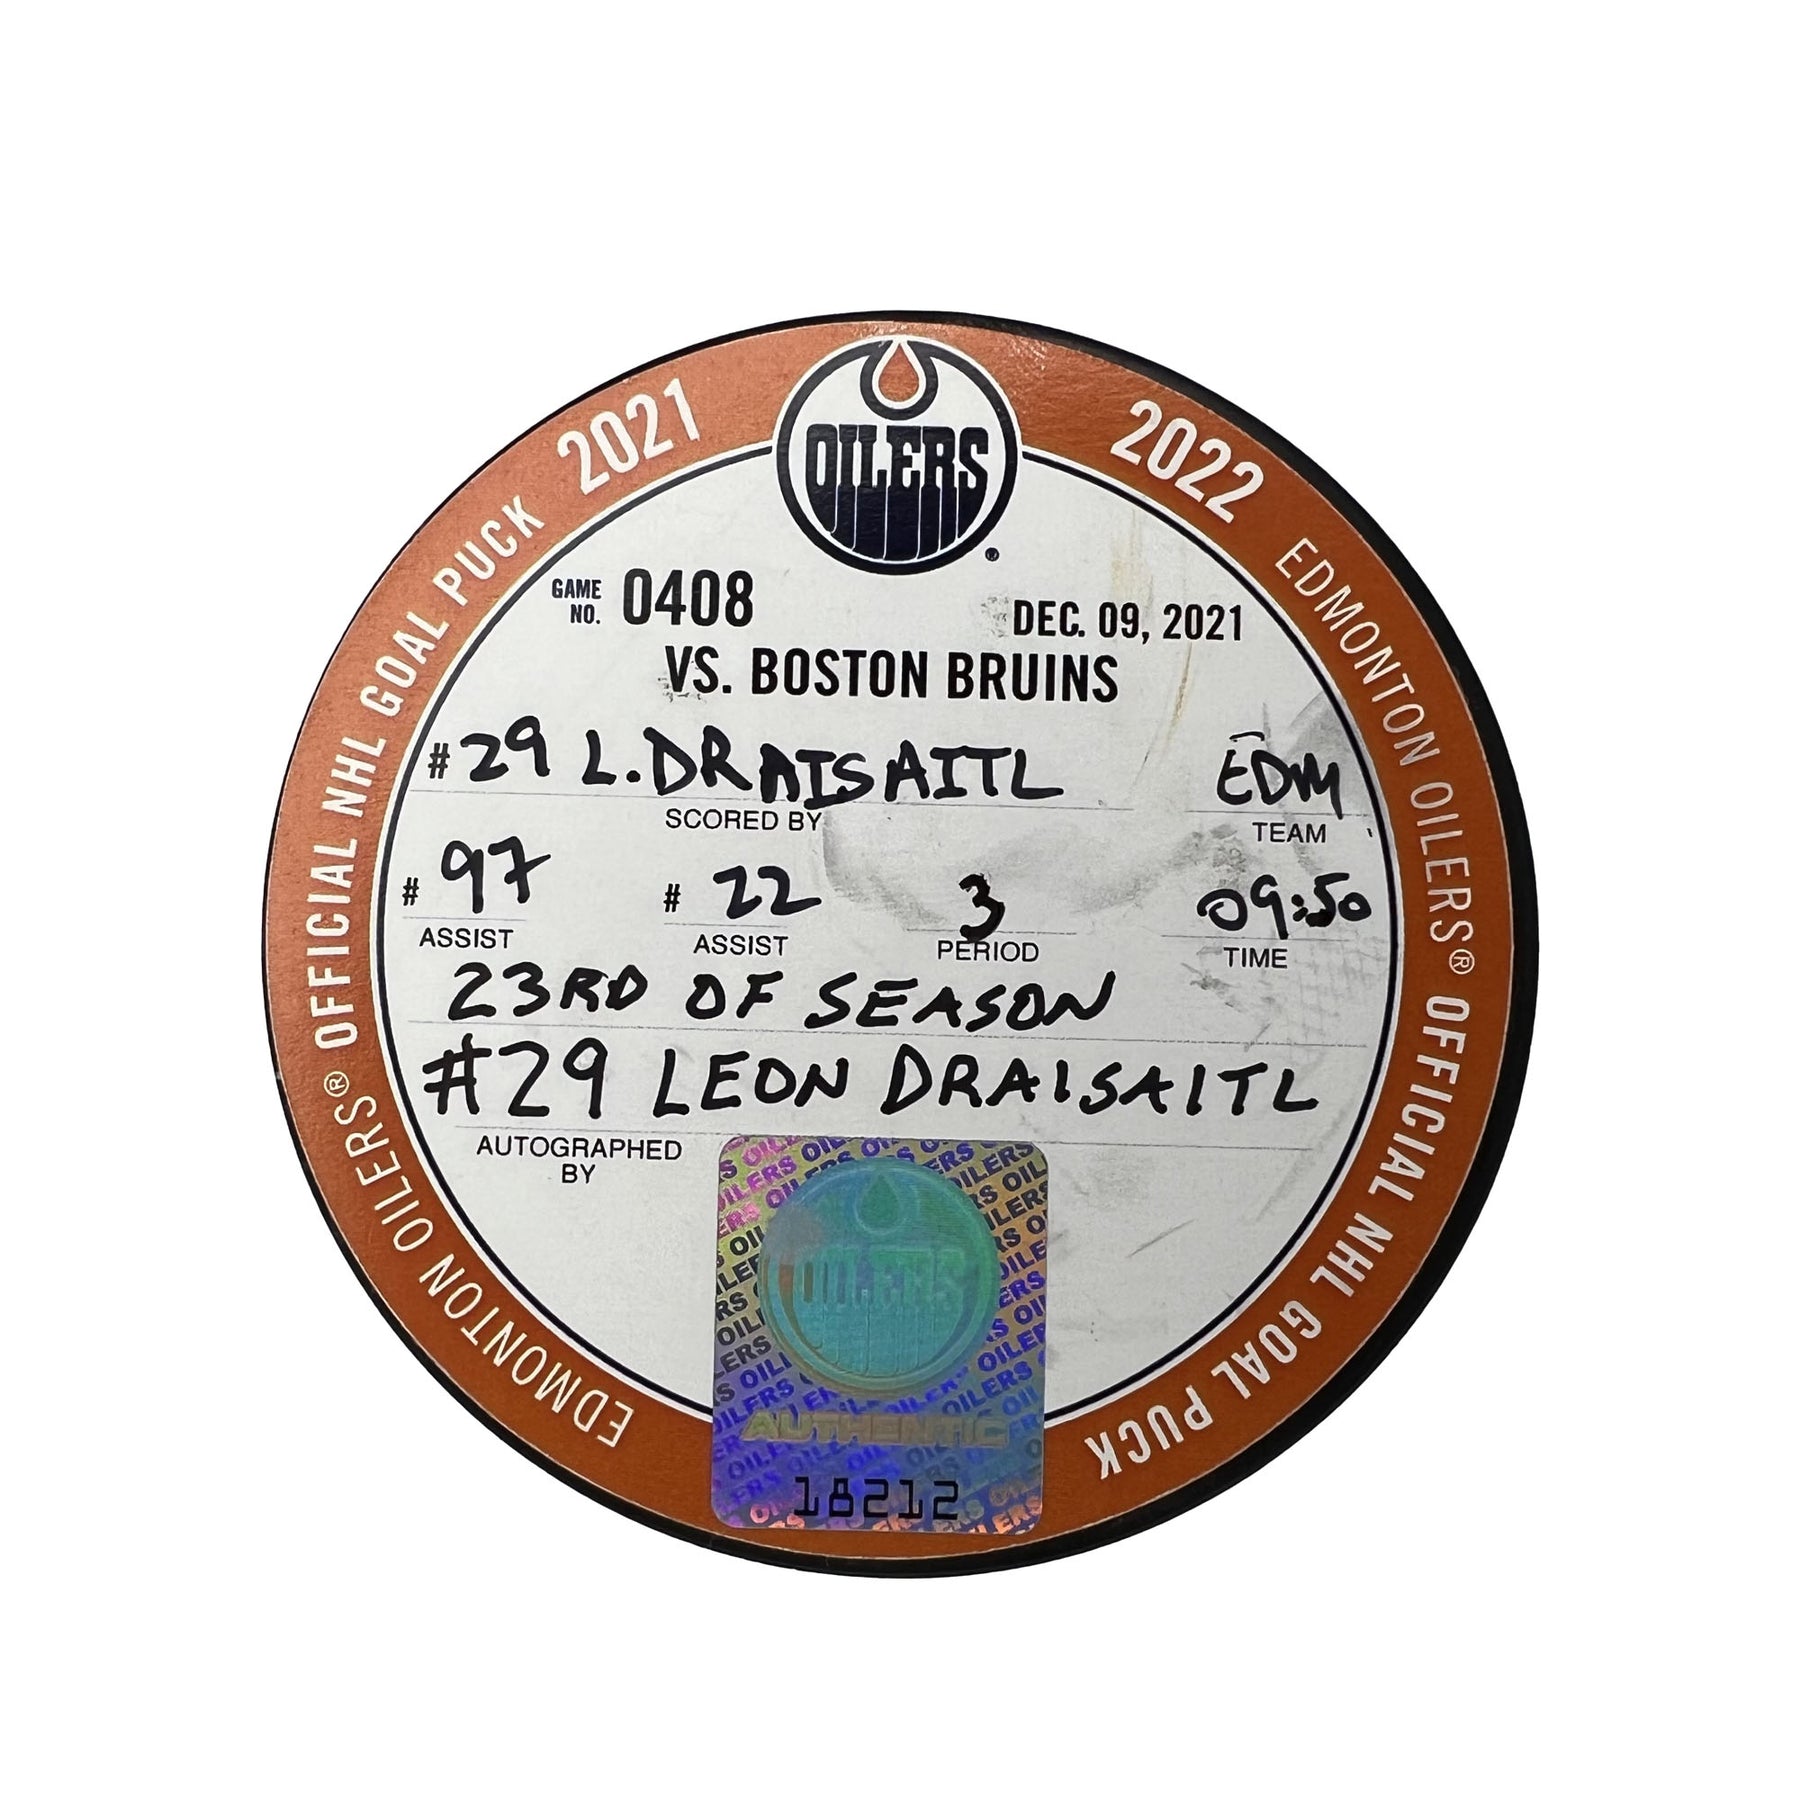 OFFICIAL NHL GOAL PUCK 2021
2022 EDMONTON OILERS® OFFICIAL NHL GOAL PUCK
EDMONTON OILERS®
OILERS
GAME NO. 0408
DEC. 09, 2021
VS. BOSTON BRUINS
#29 L.DRAISAITL EDM
SCORED BY TEAM
#97 #22 3 09:50
ASSIST ASSIST PERIOD TIME
23RD OF SEASON
#29 LEON DRAISAITL
AUTOGRAPHED
BY
OILERS
AUTHENTIC
18212